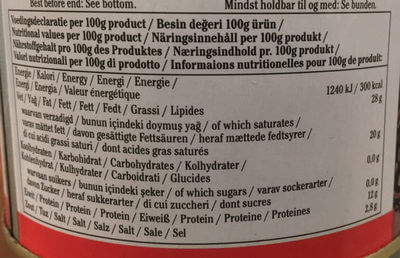 Best before end: See bottom. Mindst holdbar til og med: Se bunden.
Voedingsdeclaratie per 100g product / Besin değeri 100g ürün /
Nutritional values per 100g product / Näringsinnehåll per 100g produkt/
Nährstoffgehalt pro 100g des Produktes / Næringsindhold pr. 100g produkt/
Valori nutrizionali per 100g di prodotto / Informaions nutritionelles pour 100g de produit:
Energie / Kalori / Energy / Energi / Energie /
Energi / Energia / Valeur énergétique 1240 kJ / 300 kcal
Vet / Yağ / Fat / Fett / Fett / Fedt / Grassi / Lipides 28 g
waarvan verzadigd / bunun içindeki doymuş yağ / of which saturates /
varav mättet fett / davon gesättigte Fettsäuren / heraf mættede fedtsyrer /
di cui acidi grassi saturi / dont acides gras saturés 20g
Koolhydraten / Karbohidrat / Carbohydrates / Kolhydrater /
Kohlenhydrat / Kulhydrater / Carboidrati / Glucides 0,0g
waarvan suikers / bunun içindeki şeker / of which sugars / varav sockerarter/
davon Zucker / heraf sukkerarter / di cui zuccheri / dont sucres 0,0g
Eiwit / Protein / Protein / Protein / Eiweiß / Protein / Proteine / Proteines 12g
Zout / Tuz / Salt / Salt / Salz / Salt / Sale / Sel 2,8g